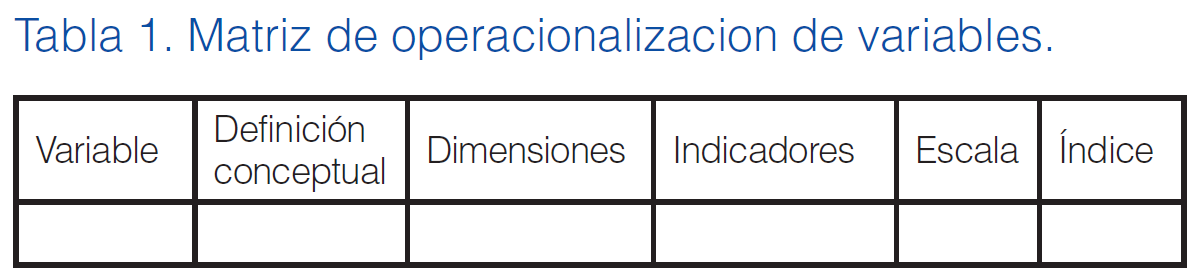 Tabla 1. Matriz de operacionalizacion de variables.
Variable
Definición
conceptual
Dimensiones
Indicadores
Escala
Índice